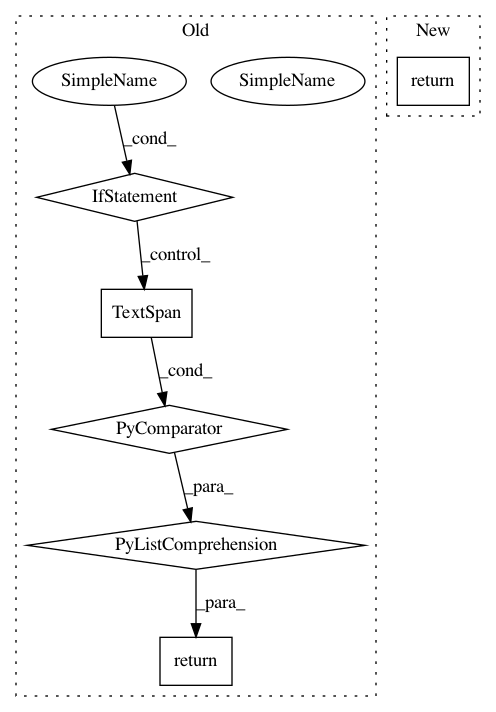 Old
New
SimpleName
SimpleName
return
_cond_
IfStatement
_control_
TextSpan
_cond_
PyComparator
_para_
PyListComprehension
_para_
return